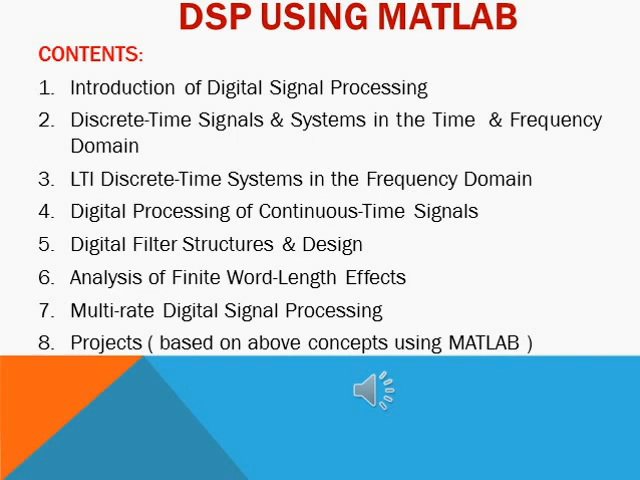 DSP USING MATLAB
CONTENTS:
1. Introduction of Digital Signal Processing
2. Discrete-Time Signals & Systems in the Time & Frequency
Domain
3. LTI Discrete-Time Systems in the Frequency Domain
4. Digital Processing of Continuous-Time Signals
5. Digital Filter Structures & Design
6. Analysis of Finite Word-Length Effects
7. Multi-rate Digital Signal Processing
8. Projects ( based on above concepts using MATLAB )